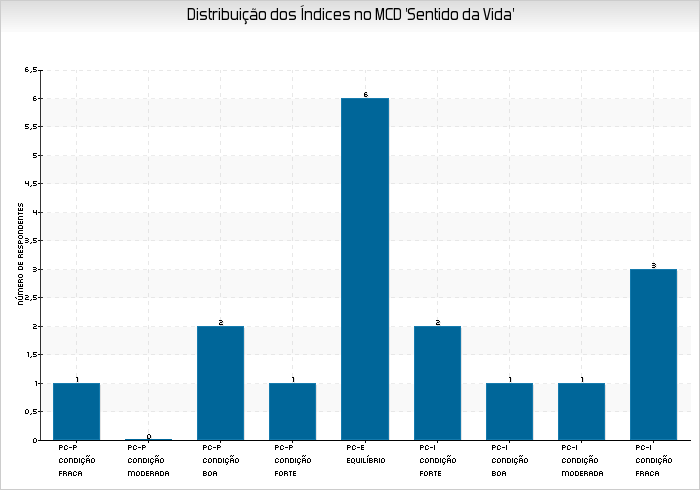 Distribuição dos Índices no MCD 'Sentido da Vida'
NÚMERO DE RESPONDENTES
6,5
6
5,5
5
4,5
4
3,5
3
2,5
2
1,5
1
0,5
0
1
0
2
1
6
2
1
1
3
PC-P
CONDIÇÃO
FRACA
PC-P
CONDIÇÃO
MODERADA
PC-P
CONDIÇÃO
BOA
PC-P
CONDIÇÃO
FORTE
PC-E
EQUILÍBRIO
PC-I
CONDIÇÃO
FORTE
PC-I
CONDIÇÃO
BOA
PC-I
CONDIÇÃO
MODERADA
PC-I
CONDIÇÃO
FRACA